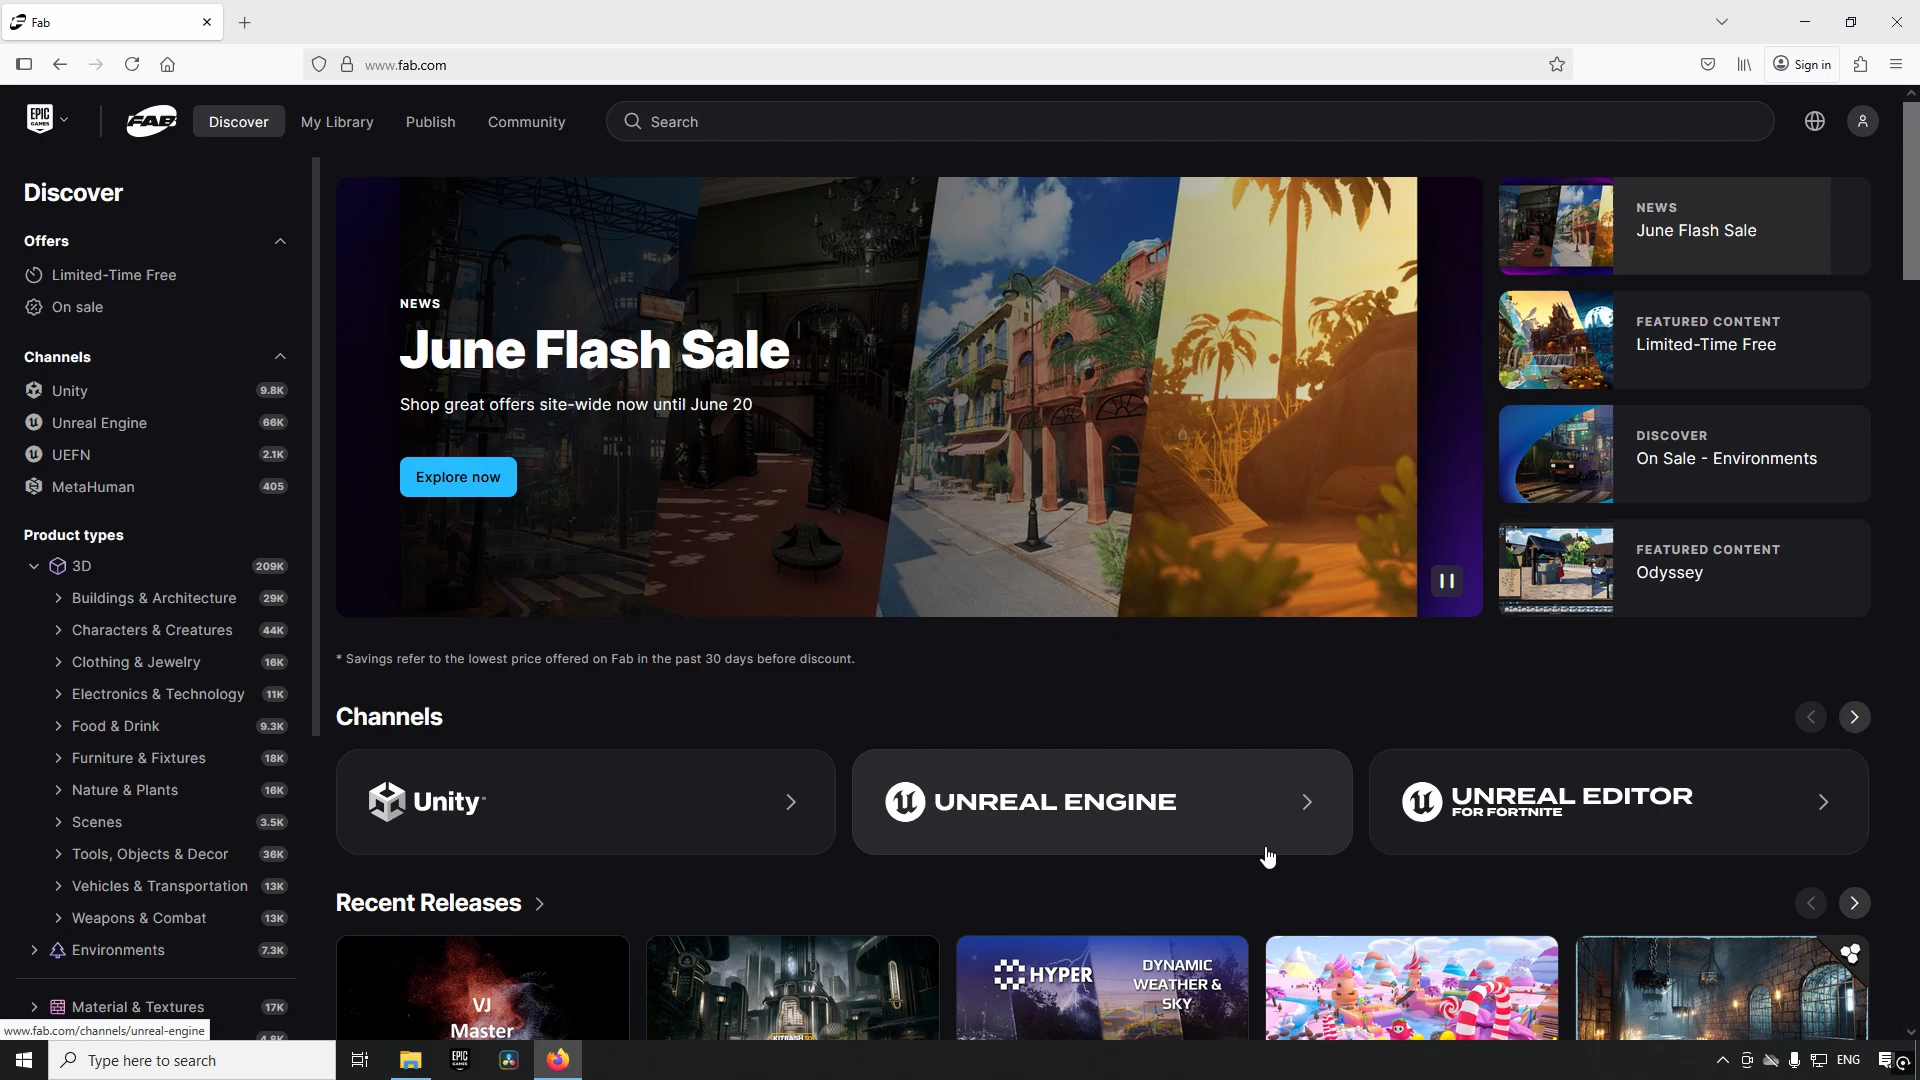 Fab
www.fab.com
Sign in
EPIC GAMES
FAB
Discover
My Library
Publish
Community
Search
Discover
Offers
Limited-Time Free
On sale
Channels
Unity 9.8K
Unreal Engine 66K
UEFN 2.1K
MetaHuman 405
Product types
3D 209K
Buildings & Architecture 29K
Characters & Creatures 44K
Clothing & Jewelry 16K
Electronics & Technology 11K
Food & Drink 9.3K
Furniture & Fixtures 18K
Nature & Plants 16K
Scenes 3.5K
Tools, Objects & Decor 36K
Vehicles & Transportation 13K
Weapons & Combat 13K
Environments 7.3K
Material & Textures 17K
www.fab.com/channels/unreal-engine
NEWS
June Flash Sale
Shop great offers site-wide now until June 20
Explore now
NEWS
June Flash Sale
FEATURED CONTENT
Limited-Time Free
DISCOVER
On Sale - Environments
FEATURED CONTENT
Odyssey
* Savings refer to the lowest price offered on Fab in the past 30 days before discount.
Channels
Unity
UNREAL ENGINE
UNREAL EDITOR
FOR FORTNITE
Recent Releases
VJ
Master
HYPER
DYNAMIC
WEATHER &
SKY
Type here to search
EPIC GAMES
ENG